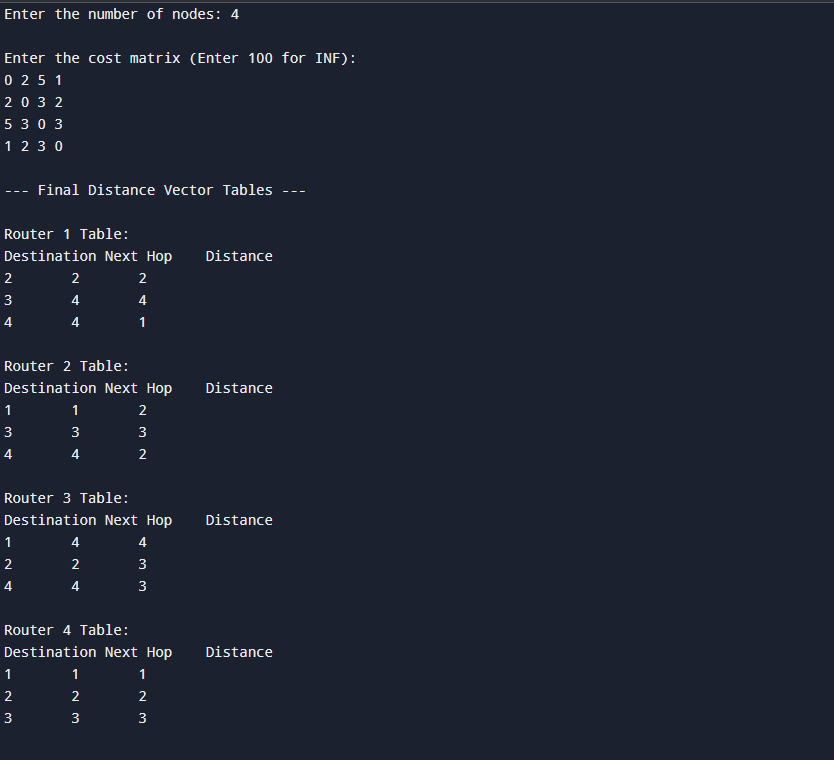 Enter the number of nodes: 4
Enter the cost matrix (Enter 100 for INF):
0 2 5 1
2 0 3 2
5 3 0 3
1 2 3 0
--- Final Distance Vector Tables ---
Router 1 Table:
Destination Next Hop    Distance
2       2       2
3       4       4
4       4       1
Router 2 Table:
Destination Next Hop    Distance
1       1       2
3       3       3
4       4       2
Router 3 Table:
Destination Next Hop    Distance
1       4       4
2       2       3
4       4       3
Router 4 Table:
Destination Next Hop    Distance
1       1       1
2       2       2
3       3       3